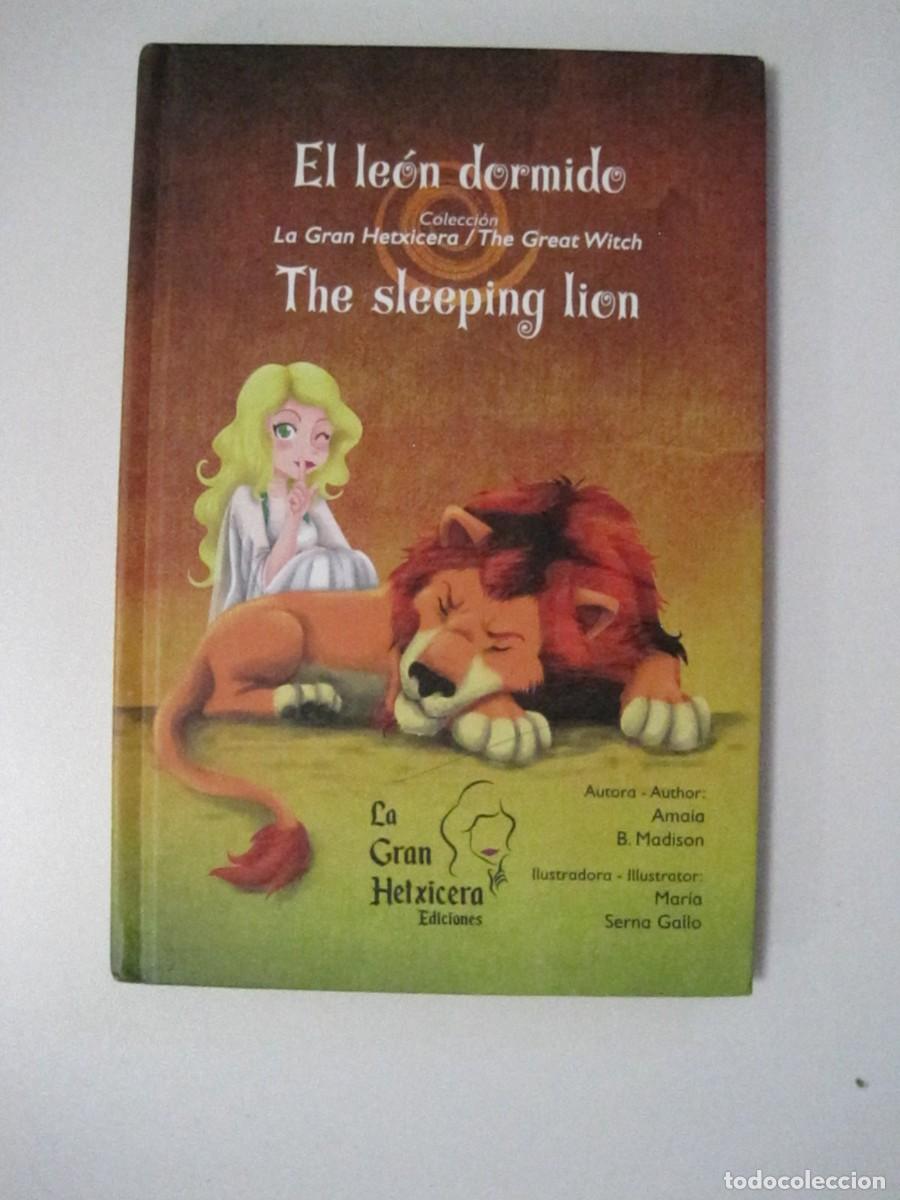 El león dormido
Colección
La Gran Hetxicera / The Great Witch
The sleeping lion
La
Gran
Hetxicera
Ediciones
Autora - Author:
Amaia
B. Madison
Ilustradora - Illustrator:
María
Serna Gallo
todocoleccion